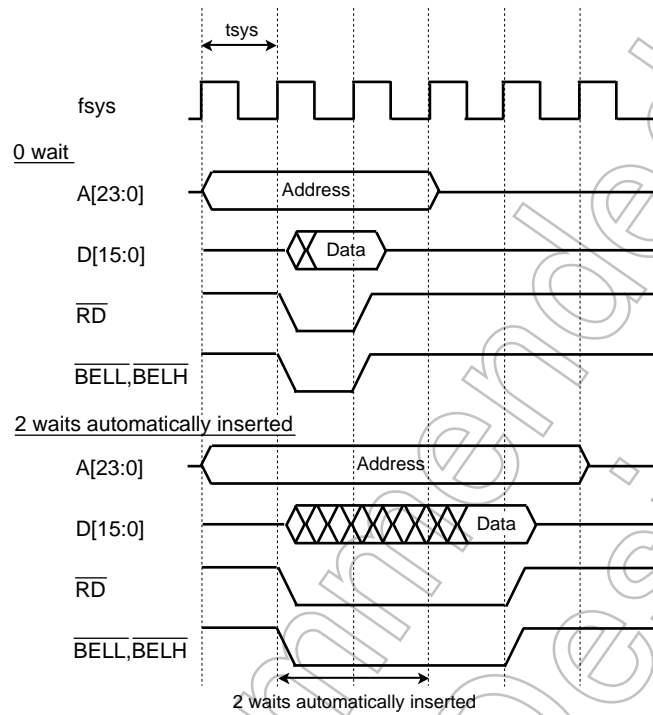 tsys
fsys
0 wait
A[23:0]
Address
D[15:0]
Data
RD
BELL,BELH
2 waits automatically inserted
A[23:0]
Address
D[15:0]
Data
RD
BELL,BELH
2 waits automatically inserted